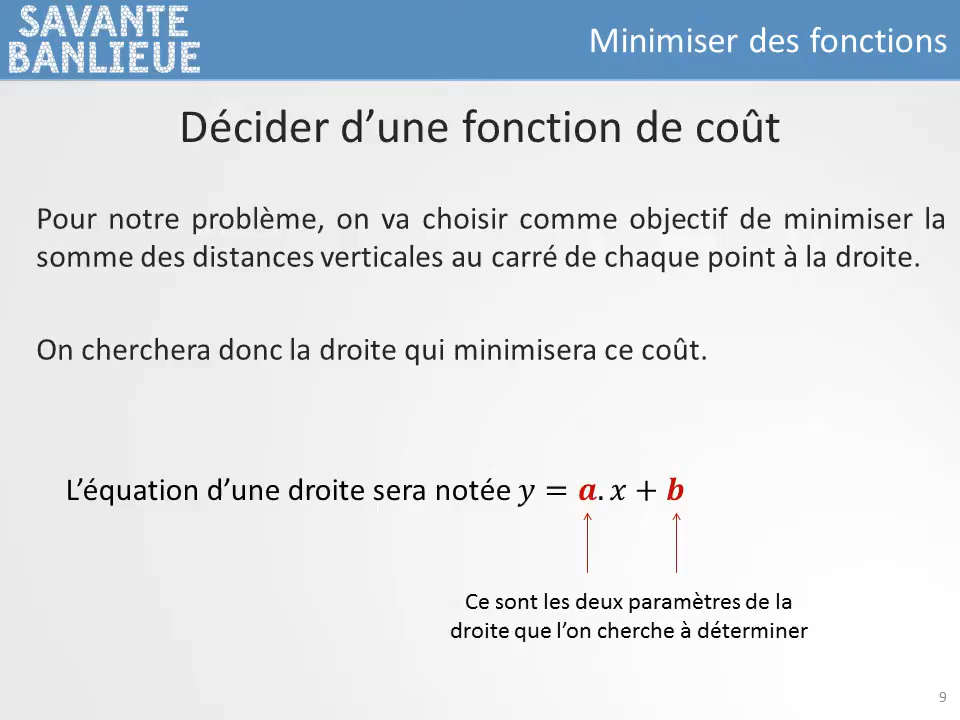 SAVANTE
BANLIEUE
Minimiser des fonctions
Décider d’une fonction de coût
Pour notre problème, on va choisir comme objectif de minimiser la
somme des distances verticales au carré de chaque point à la droite.
On cherchera donc la droite qui minimisera ce coût.
L’équation d’une droite sera notée y = a. x + b
Ce sont les deux paramètres de la
droite que l’on cherche à déterminer
9